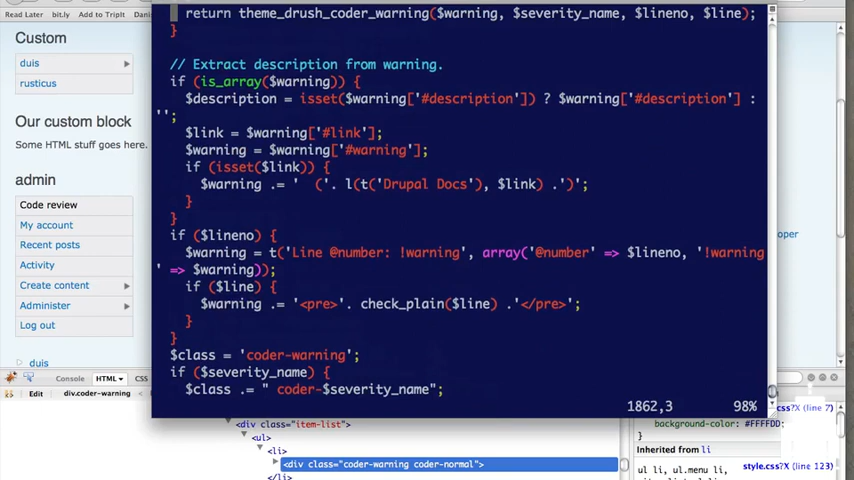 return theme_drush_coder_warning($warning, $severity_name, $lineno, $line);
}
// Extract description from warning.
if (is_array($warning)) {
$description = isset($warning['#description']) ? $warning['#description'] :
'';
$link = $warning['#link'];
$warning = $warning['#warning'];
if (isset($link)) {
$warning .= '  ('. l(t('Drupal Docs'), $link) .')';
}
}
if ($lineno) {
$warning = t('Line @number: !warning', array('@number' => $lineno, '!warning
' => $warning));
if ($line) {
$warning .= '<pre>'. check_plain($line) .'</pre>';
}
}
$class = 'coder-warning';
if ($severity_name) {
$class .= " coder-$severity_name";
1862,3 98%
Read Later bit.ly Add to TripIt
Custom
duis
rusticus
Our custom block
Some HTML stuff goes here.
admin
Code review
My account
Recent posts
Activity
Create content
Administer
Log out
duis
oper
Console HTML CSS
Edit div.coder-warning
<div class="item-list">
<ul>
<li>
<div class="coder-warning coder-normal">
</li>
css?X (line 7)
background-color: #FFFFDD;
}
Inherited from li
style.css?X (line 123)
ul li, ul.menu li,